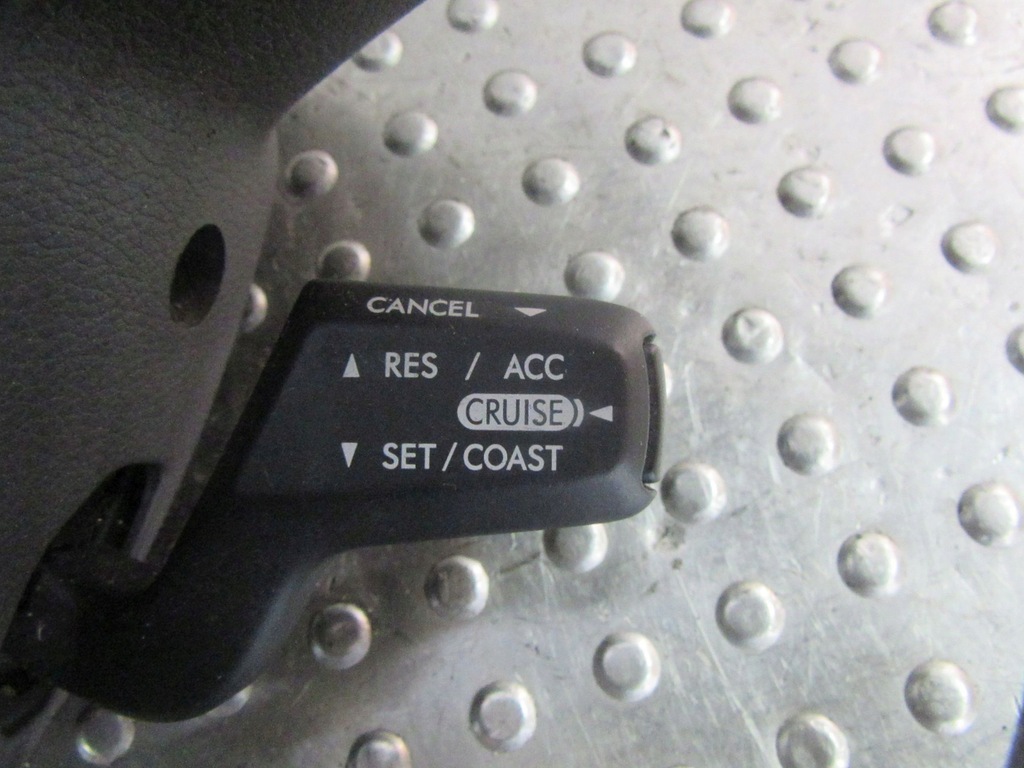 CANCEL
RES / ACC
CRUISE
SET / COAST